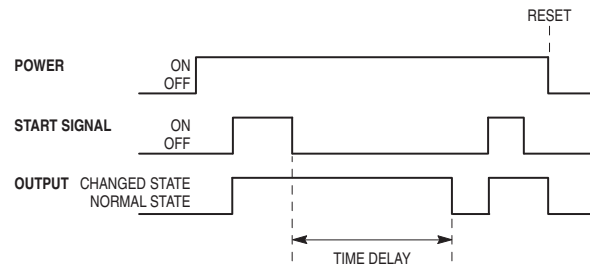 RESET
POWER ON
OFF
START SIGNAL ON
OFF
OUTPUT CHANGED STATE
NORMAL STATE
TIME DELAY